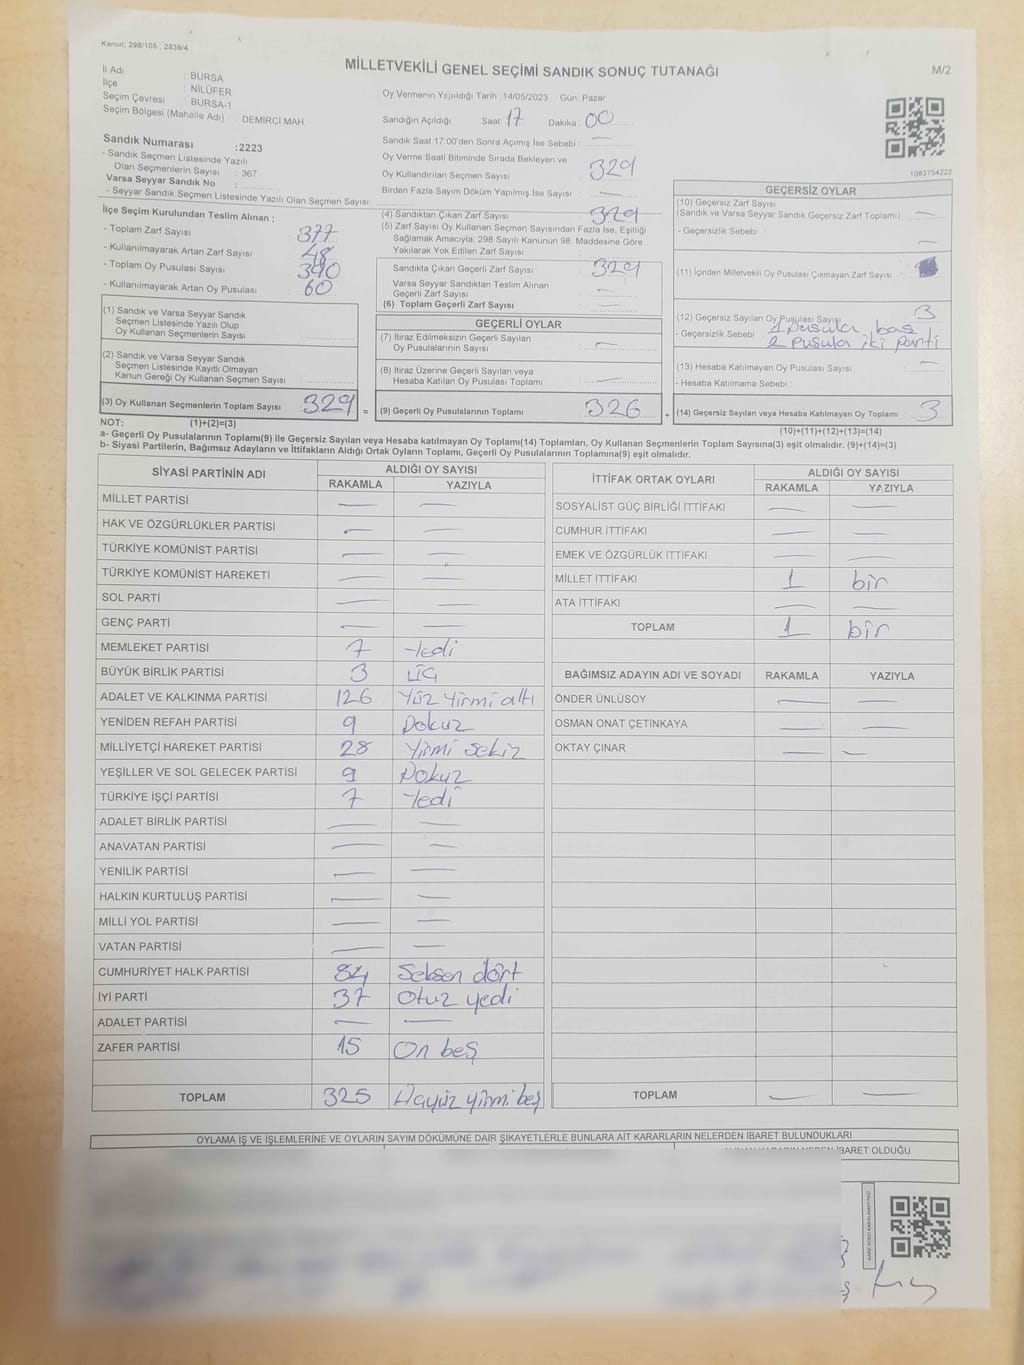 Kanun: 298/105 . 2839/4
MİLLETVEKİLİ GENEL SEÇİMİ SANDIK SONUÇ TUTANAĞI
M/2
İl Adı : BURSA
İlçe : NİLÜFER
Seçim Çevresi : BURSA-1
Seçim Bölgesi (Mahalle Adı) : DEMİRCİ MAH.
Sandık Numarası :2223
- Sandık Seçmen Listesinde Yazılı
Olan Seçmenlerin Sayısı : 367
Varsa Seyyar Sandık No :
- Seyyar Sandık Seçmen Listesinde Yazılı Olan Seçmen Sayısı:
Oy Vermenin Yapıldığı Tarih : 14/05/2023 Gün: Pazar
Sandığın Açıldığı Saat: 17 Dakika: 00
Sandık Saat 17:00'den Sonra Açılmış İse Sebebi : —
Oy Verme Saati Bitiminde Sırada Bekleyen ve
Oy Kullandırılan Seçmen Sayısı : 329
Birden Fazla Sayım Döküm Yapılmış İse Sayısı : —
1083754222
İlçe Seçim Kurulundan Teslim Alınan ;
- Toplam Zarf Sayısı : 377
- Kullanılmayarak Artan Zarf Sayısı : 48
- Toplam Oy Pusulası Sayısı : 390
- Kullanılmayarak Artan Oy Pusulası : 60
(1) Sandık ve Varsa Seyyar Sandık
Seçmen Listesinde Yazılı Olup
Oy Kullanan Seçmenlerin Sayısı :
(2) Sandık ve Varsa Seyyar Sandık
Seçmen Listesinde Kayıtlı Olmayan
Kanun Gereği Oy Kullanan Seçmen Sayısı :
(3) Oy Kullanan Seçmenlerin Toplam Sayısı : 329 =
(4) Sandıktan Çıkan Zarf Sayısı : 329
(5) Zarf Sayısı Oy Kullanan Seçmen Sayısından Fazla İse, Eşitliği
Sağlamak Amacıyla; 298 Sayılı Kanunun 98. Maddesine Göre
Yakılarak Yok Edilen Zarf Sayısı :
Sandıkta Çıkan Geçerli Zarf Sayısı : 329
Varsa Seyyar Sandıktan Teslim Alınan
Geçerli Zarf Sayısı : —
(6) Toplam Geçerli Zarf Sayısı : —
GEÇERLİ OYLAR
(7) İtiraz Edilmeksizin Geçerli Sayılan
Oy Pusulalarının Sayısı : —
(8) İtiraz Üzerine Geçerli Sayılan veya
Hesaba Katılan Oy Pusulası Toplamı : —
(9) Geçerli Oy Pusulalarının Toplamı : 326 +
GEÇERSİZ OYLAR
(10) Geçersiz Zarf Sayısı
(Sandık ve Varsa Seyyar Sandık Geçersiz Zarf Toplamı) : —
- Geçersizlik Sebebi : —
(11) İçinden Milletvekili Oy Pusulası Çıkmayan Zarf Sayısı :
(12) Geçersiz Sayılan Oy Pusulası Sayısı : 3
- Geçersizlik Sebebi : 1 pusula, boş
2 pusula iki parti
(13) Hesaba Katılmayan Oy Pusulası Sayısı : —
- Hesaba Katılmama Sebebi :
(14) Geçersiz Sayılan veya Hesaba Katılmayan Oy Toplamı : 3
NOT: (1)+(2)=(3)
(10)+(11)+(12)+(13)=(14)
a- Geçerli Oy Pusulalarının Toplamı(9) ile Geçersiz Sayılan veya Hesaba katılmayan Oy Toplamı(14) Toplamları, Oy Kullanan Seçmenlerin Toplam Sayısına(3) eşit olmalıdır. (9)+(14)=(3)
b- Siyasi Partilerin, Bağımsız Adayların ve İttifakların Aldığı Ortak Oyların Toplamı, Geçerli Oy Pusulalarının Toplamına(9) eşit olmalıdır.
SİYASİ PARTİNİN ADI ALDIĞI OY SAYISI
RAKAMLA YAZIYLA
MİLLET PARTİSİ — —
HAK VE ÖZGÜRLÜKLER PARTİSİ — —
TÜRKİYE KOMÜNİST PARTİSİ — —
TÜRKİYE KOMÜNİST HAREKETİ — —
SOL PARTİ — —
GENÇ PARTİ — —
MEMLEKET PARTİSİ 7 Yedi
BÜYÜK BİRLİK PARTİSİ 3 üç
ADALET VE KALKINMA PARTİSİ 126 Yüz yirmi altı
YENİDEN REFAH PARTİSİ 9 Dokuz
MİLLİYETÇİ HAREKET PARTİSİ 28 Yirmi sekiz
YEŞİLLER VE SOL GELECEK PARTİSİ 9 Dokuz
TÜRKİYE İŞÇİ PARTİSİ 7 Yedi
ADALET BİRLİK PARTİSİ — —
ANAVATAN PARTİSİ — —
YENİLİK PARTİSİ — —
HALKIN KURTULUŞ PARTİSİ — —
MİLLİ YOL PARTİSİ — —
VATAN PARTİSİ — —
CUMHURİYET HALK PARTİSİ 84 Seksen dört
İYİ PARTİ 37 Otuz yedi
ADALET PARTİSİ — —
ZAFER PARTİSİ 15 On beş
TOPLAM 325 Üçyüz yirmi beş
İTTİFAK ORTAK OYLARI ALDIĞI OY SAYISI
RAKAMLA YAZIYLA
SOSYALİST GÜÇ BİRLİĞİ İTTİFAKI — —
CUMHUR İTTİFAKI — —
EMEK VE ÖZGÜRLÜK İTTİFAKI — —
MİLLET İTTİFAKI 1 bir
ATA İTTİFAKI — —
TOPLAM 1 bir
BAĞIMSIZ ADAYIN ADI VE SOYADI RAKAMLA YAZIYLA
ÖNDER ÜNLÜSOY — —
OSMAN ONAT ÇETİNKAYA — —
OKTAY ÇINAR — —
TOPLAM — —
OYLAMA İŞ VE İŞLEMLERİNE VE OYLARIN SAYIM DÖKÜMÜNE DAİR ŞİKAYETLERLE BUNLARA AİT KARARLARIN NELERDEN İBARET BULUNDUKLARI
İBARET OLDUĞU